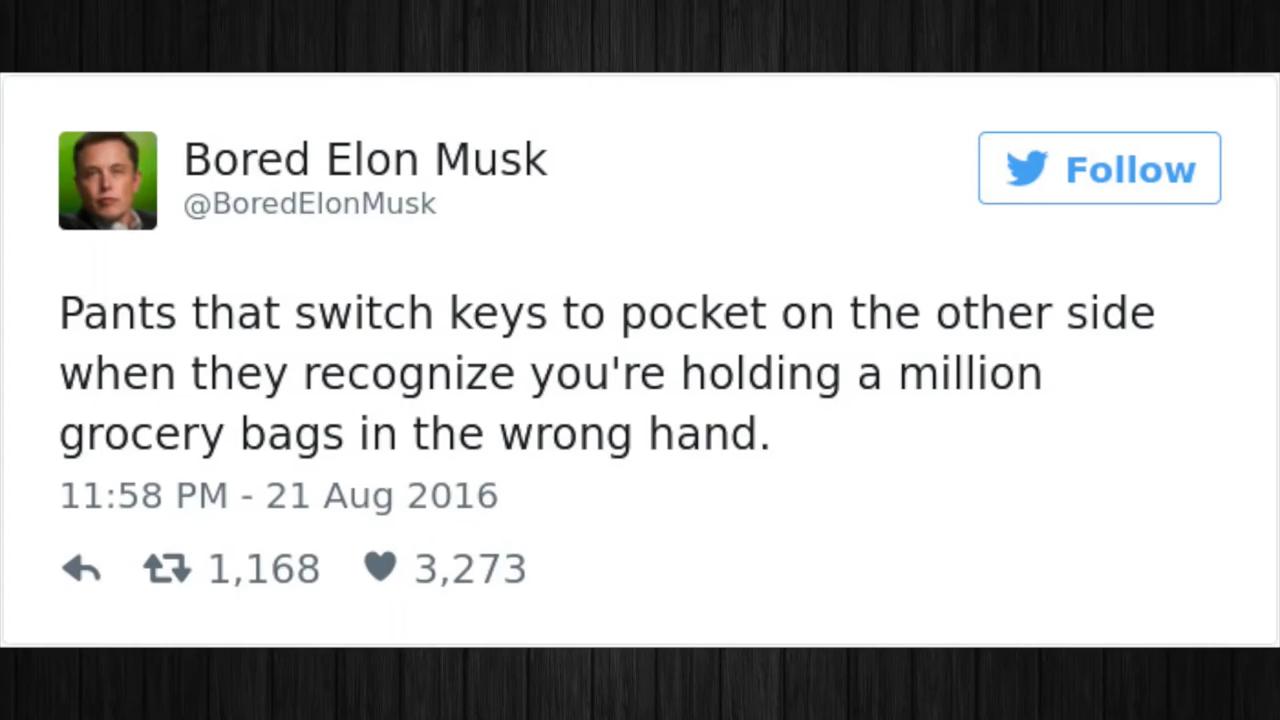 Bored Elon Musk
@BoredElonMusk
Follow
Pants that switch keys to pocket on the other side
when they recognize you're holding a million
grocery bags in the wrong hand.
11:58 PM - 21 Aug 2016
1,168 3,273